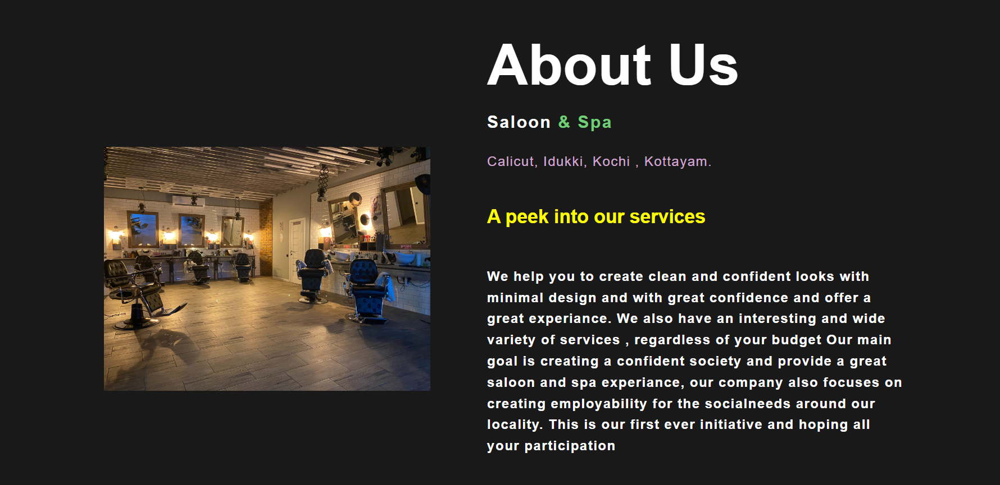 About Us
Saloon & Spa
Calicut, Idukki, Kochi , Kottayam.
A peek into our services
We help you to create clean and confident looks with
minimal design and with great confidence and offer a
great experiance. We also have an interesting and wide
variety of services , regardless of your budget Our main
goal is creating a confident society and provide a great
saloon and spa experiance, our company also focuses on
creating employability for the socialneeds around our
locality. This is our first ever initiative and hoping all
your participation